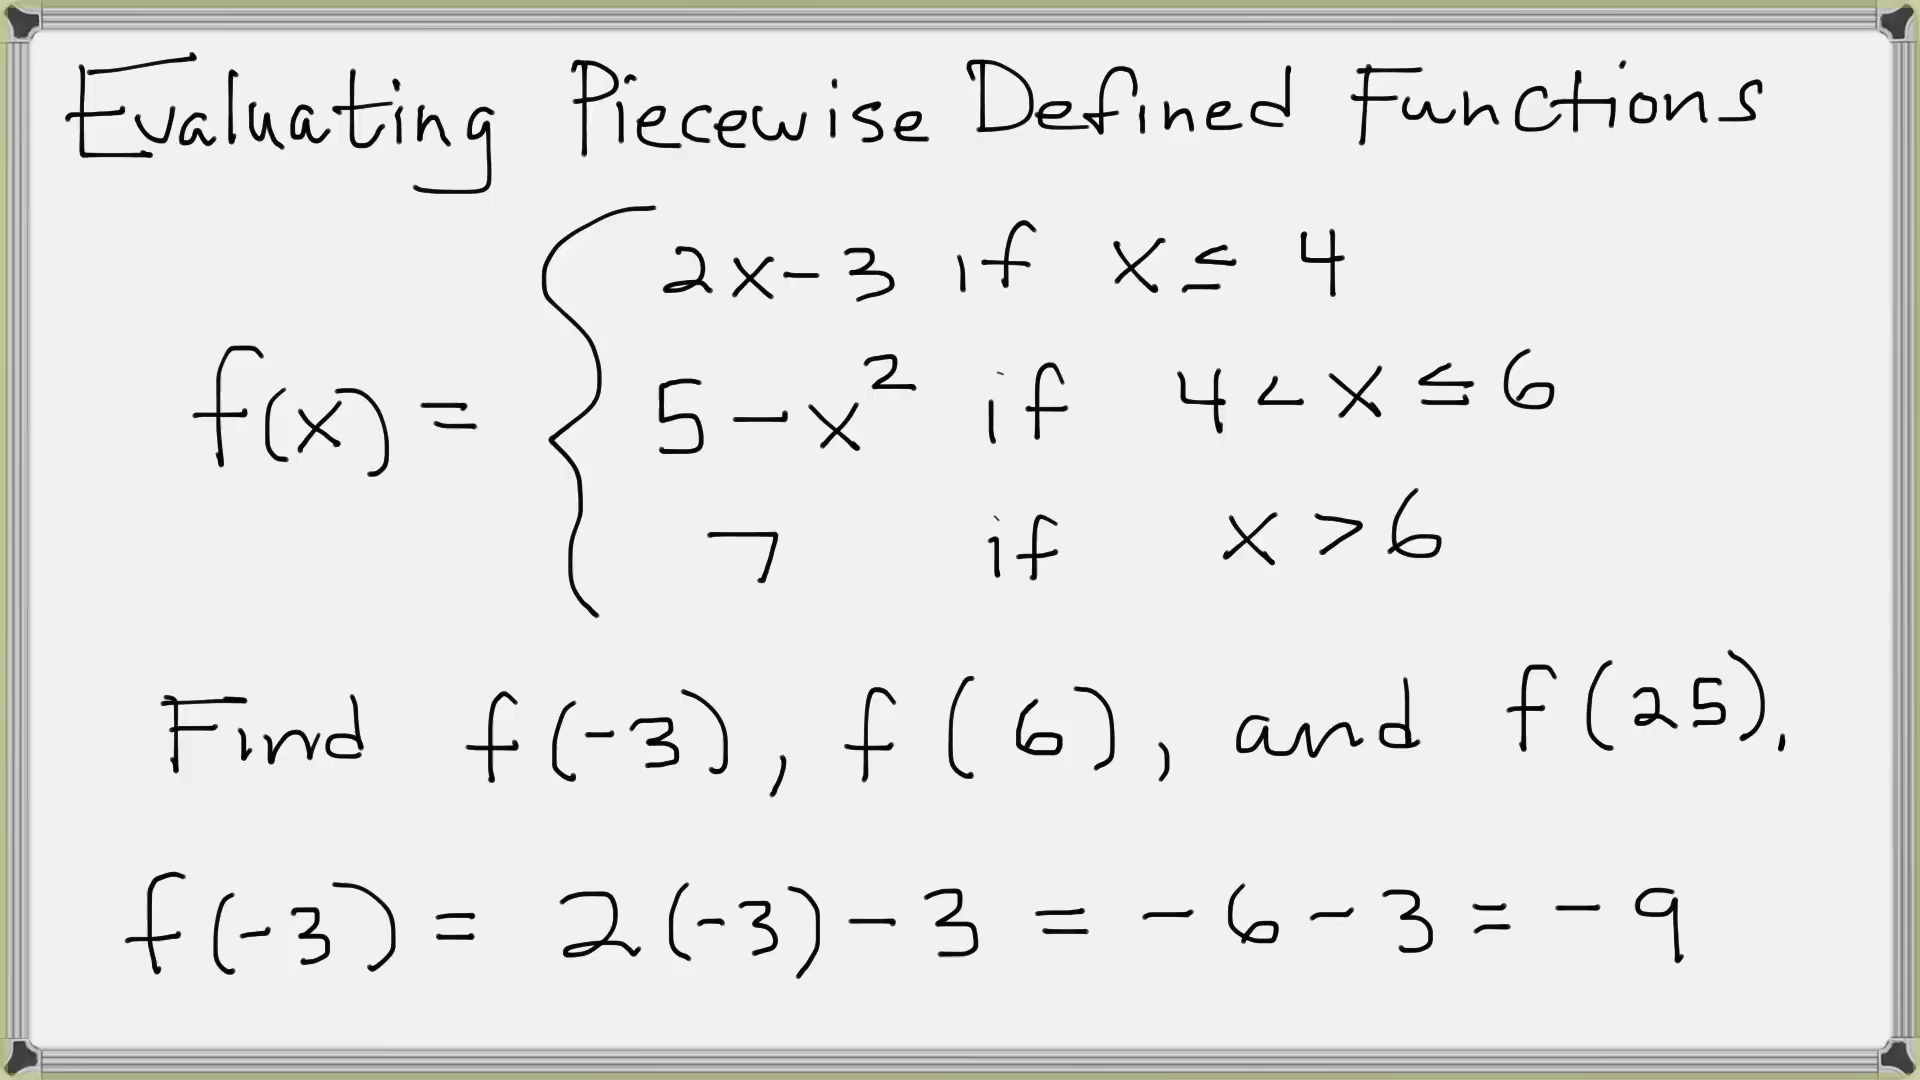 Evaluating Piecewise Defined Functions
2x-3 if x ≤ 4
f(x) = { 5-x² if 4 < x ≤ 6
7 if x > 6
Find f(-3), f(6), and f(25).
f(-3) = 2(-3)-3 = -6-3 = -9